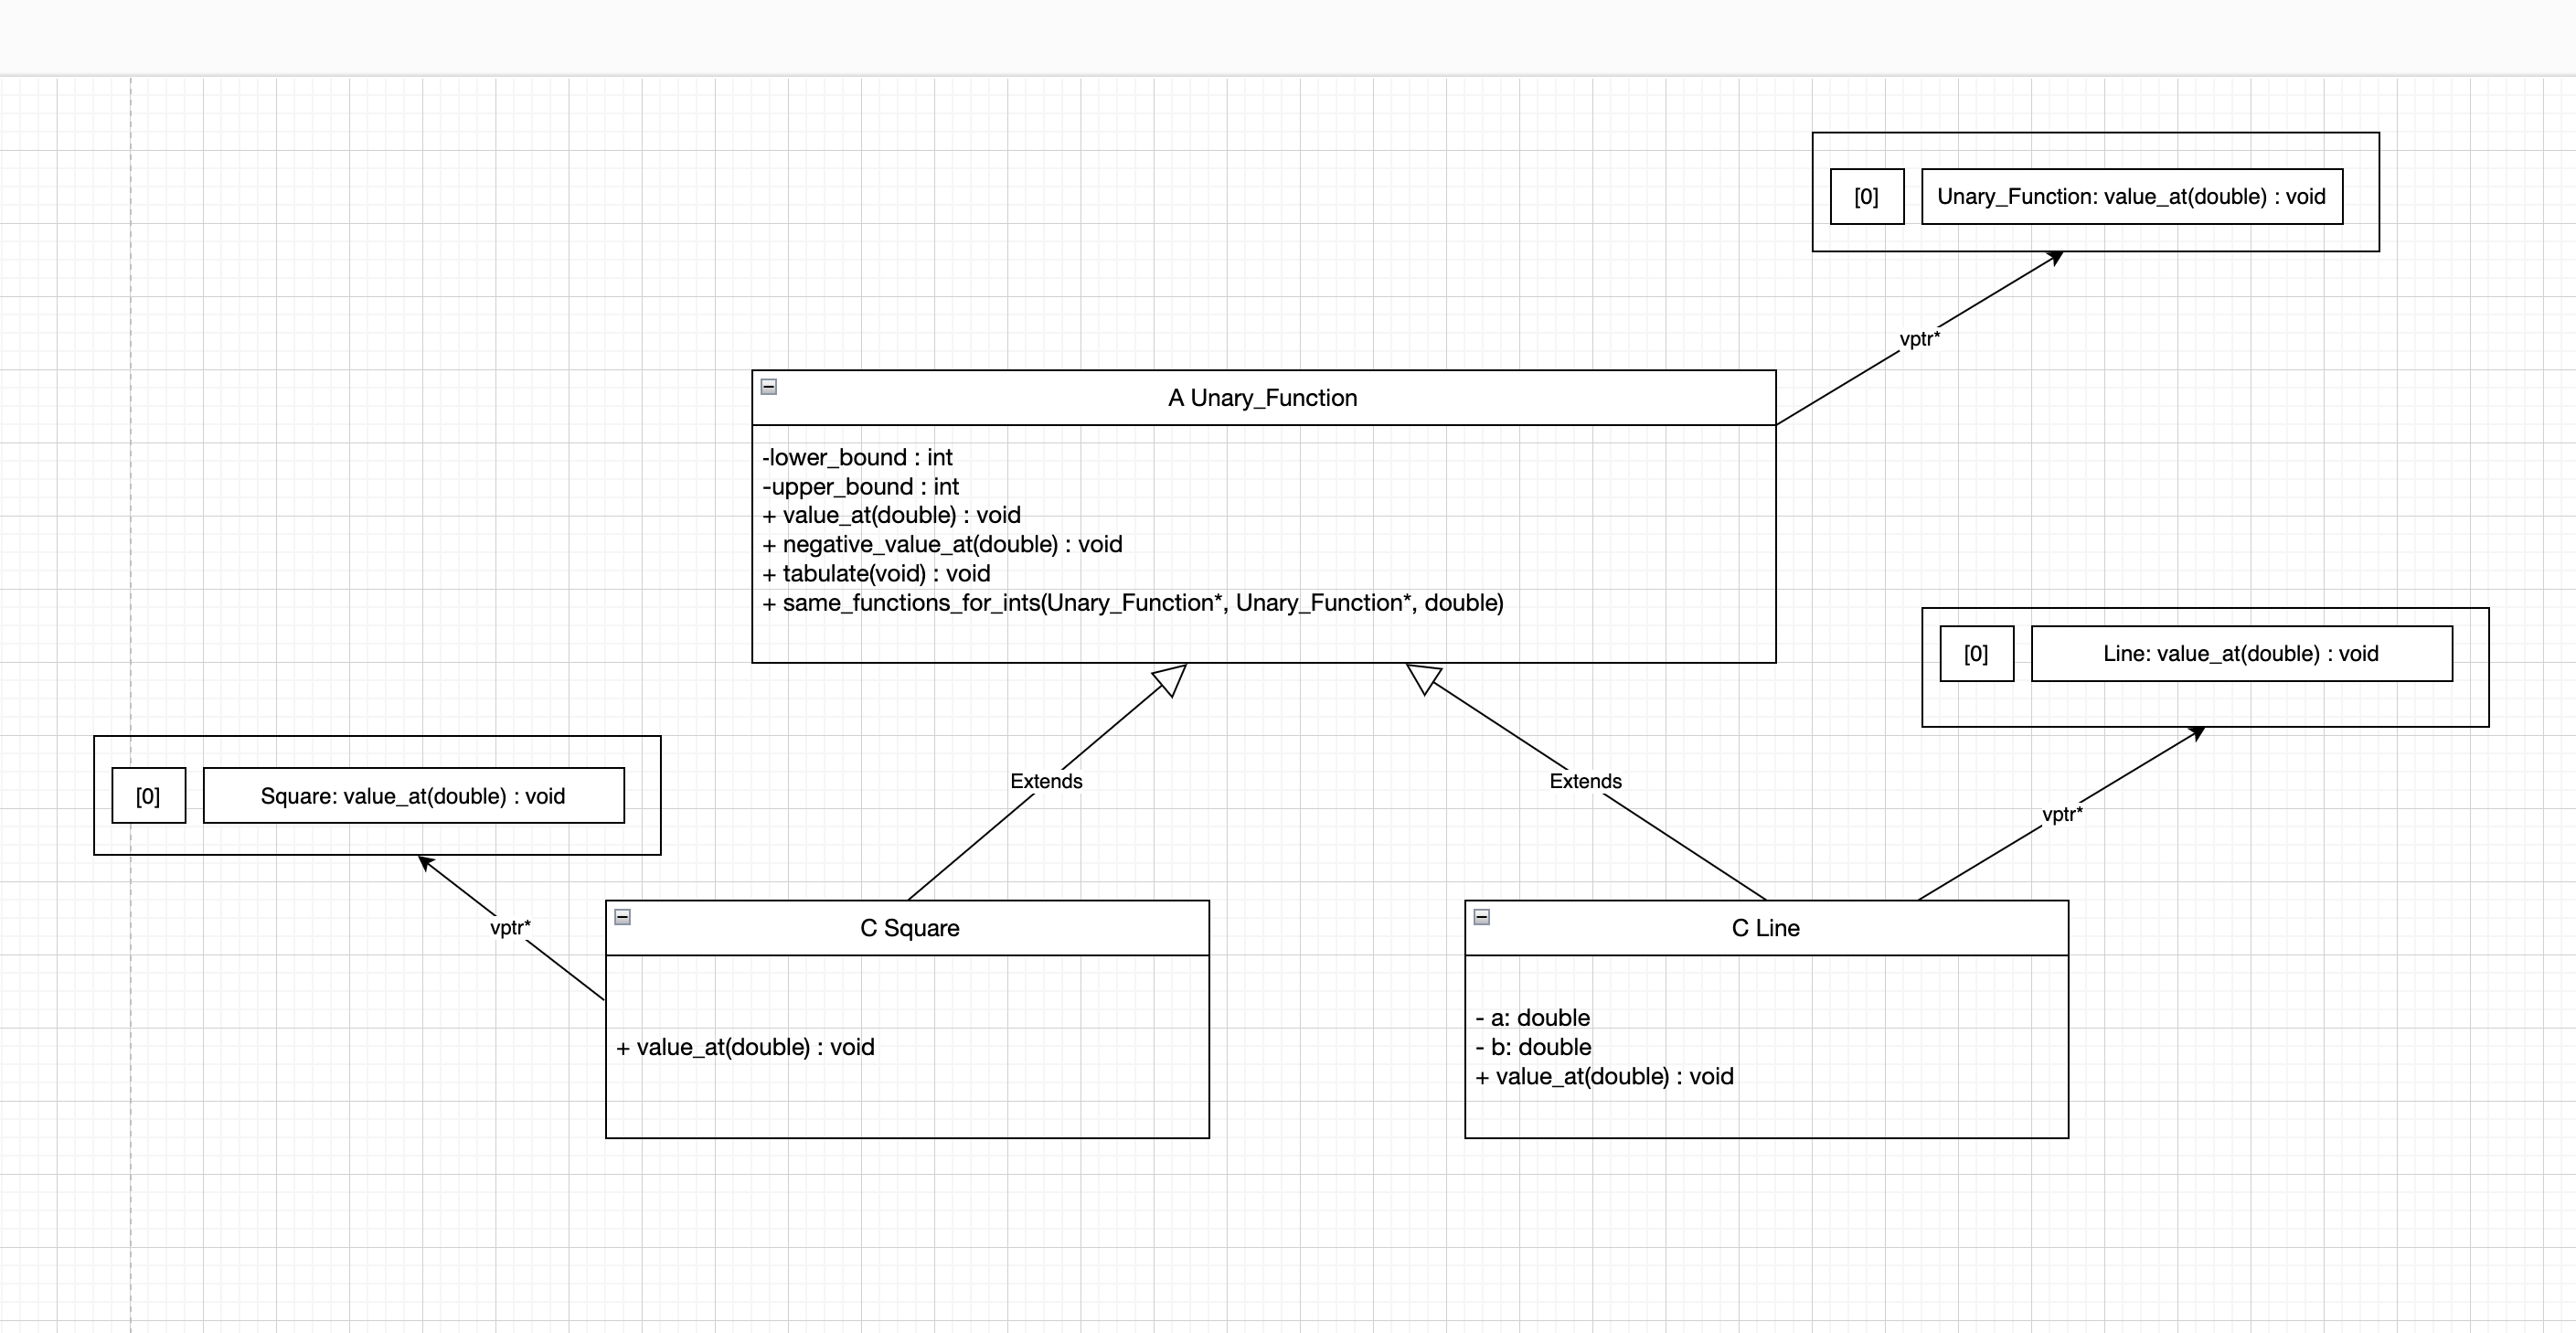 [0] Unary_Function: value_at(double) : void
vptr*
A Unary_Function
-lower_bound : int
-upper_bound : int
+ value_at(double) : void
+ negative_value_at(double) : void
+ tabulate(void) : void
+ same_functions_for_ints(Unary_Function*, Unary_Function*, double)
[0] Line: value_at(double) : void
vptr*
Extends
Extends
[0] Square: value_at(double) : void
vptr*
C Square
+ value_at(double) : void
C Line
- a: double
- b: double
+ value_at(double) : void